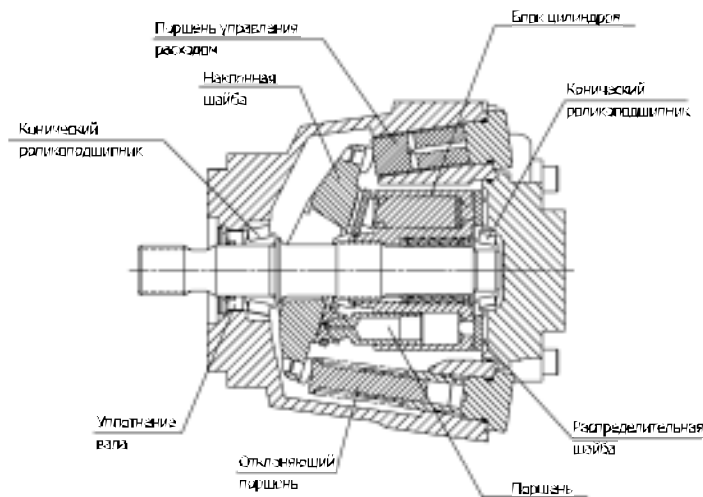 Блок цилиндров
Поршень управления
расходом
Наклонная
шайба
Конический
роликоподшипник
Конический
роликоподшипник
Уплотнение
вала
Отклоняющий
поршень
Поршень
Распределительная
шайба